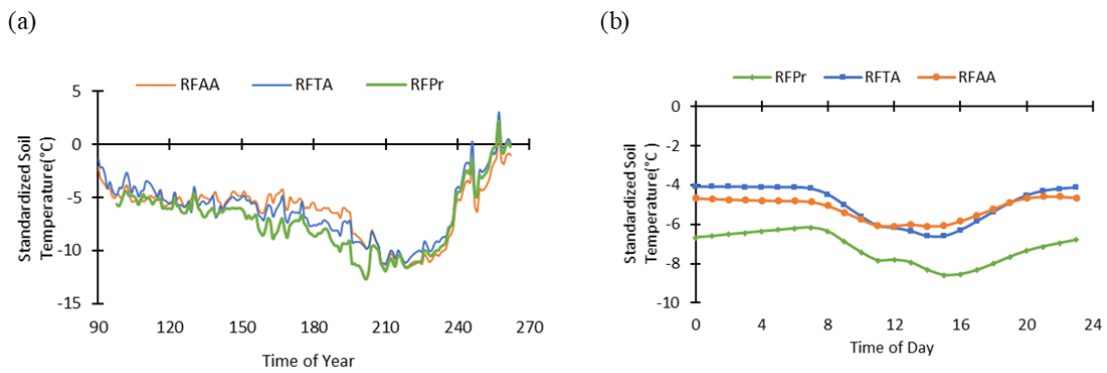 (a)
RFAA RFTA RFPr
Standardized Soil
Temperature(°C)
5
0
-5
-10
-15
90 120 150 180 210 240 270
Time of Year
(b)
RFPr RFTA RFAA
Standardized Soil
Temperature(°C)
0
-2
-4
-6
-8
-10
0 4 8 12 16 20 24
Time of Day